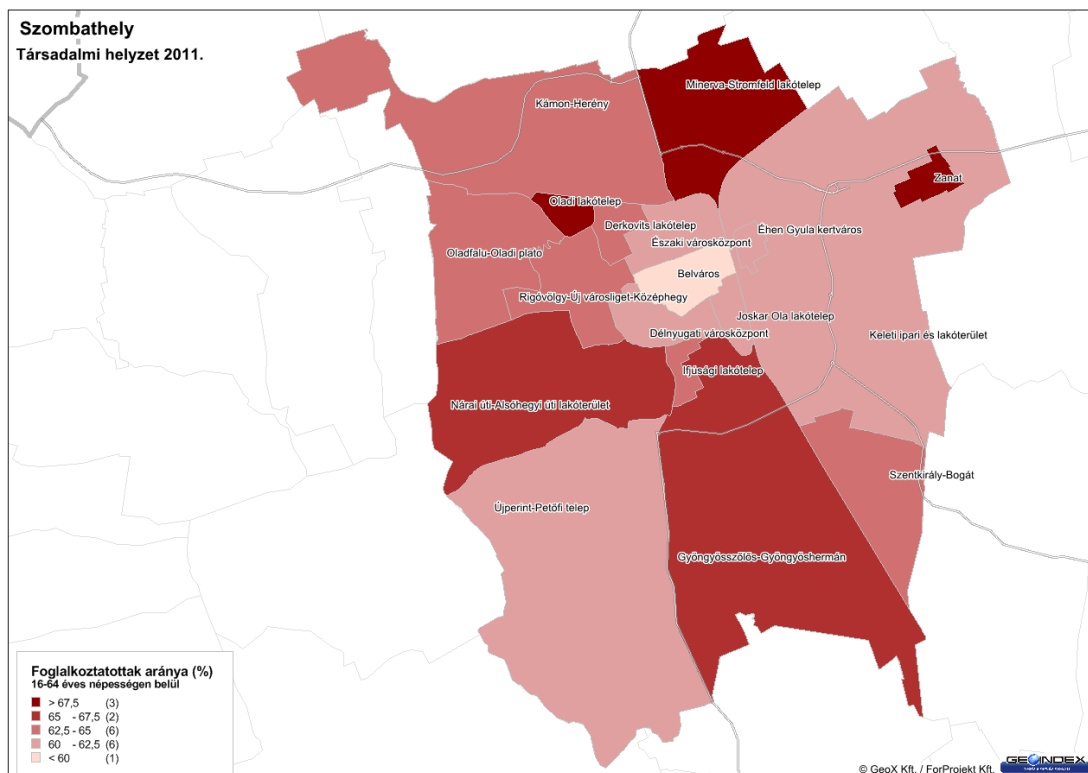 Szombathely
Társadalmi helyzet 2011.
Minerva-Stromfeld lakótelep
Kámon-Herény
Zanat
Oladi lakótelep
Derkovits lakótelep
Éhen Gyula kertváros
Északi városközpont
Oladfalu-Oladi plató
Belváros
Rigóvölgy-Új városliget-Középhegy
Joskar Ola lakótelep
Délnyugati városközpont
Keleti ipari és lakóterület
Ifjúsági lakótelep
Nárai úti-Alsóhegyi úti lakóterület
Szentkirály-Bogát
Újperint-Petőfi telep
Gyöngyösszőlős-Gyöngyöshermán
Foglalkoztatottak aránya (%)
16-64 éves népességen belül
> 67,5 (3)
65 - 67,5 (2)
62,5 - 65 (6)
60 - 62,5 (6)
< 60 (1)
GEOINDEX
© GeoX Kft. / ForProjekt Kft.